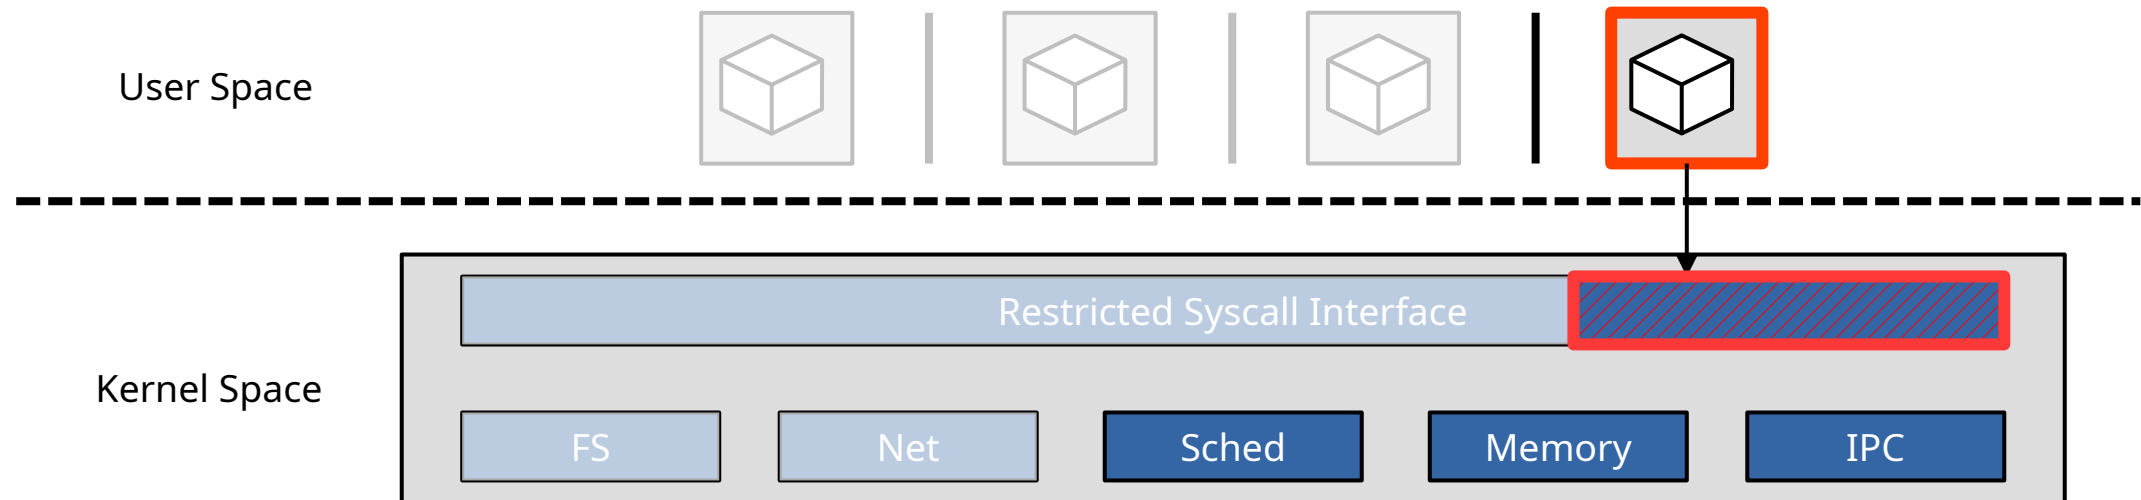 User Space
Restricted Syscall Interface
Kernel Space
FS
Net
Sched
Memory
IPC